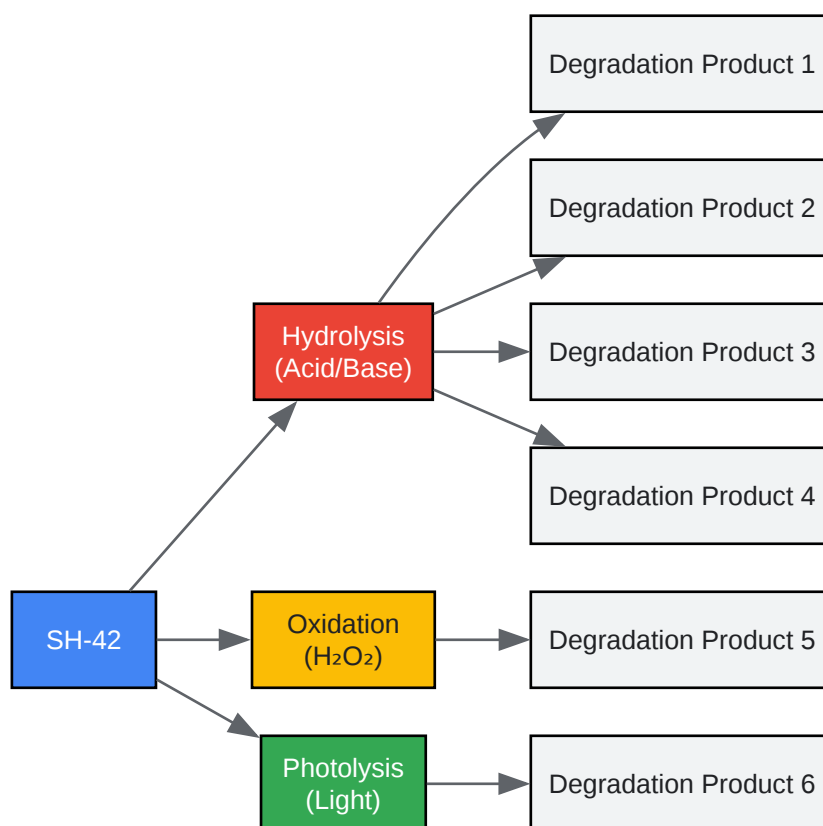 Degradation Product 1
Degradation Product 2
Hydrolysis
(Acid/Base)
Degradation Product 3
Degradation Product 4
SH-42
Oxidation
(H₂O₂)
Degradation Product 5
Photolysis
(Light)
Degradation Product 6